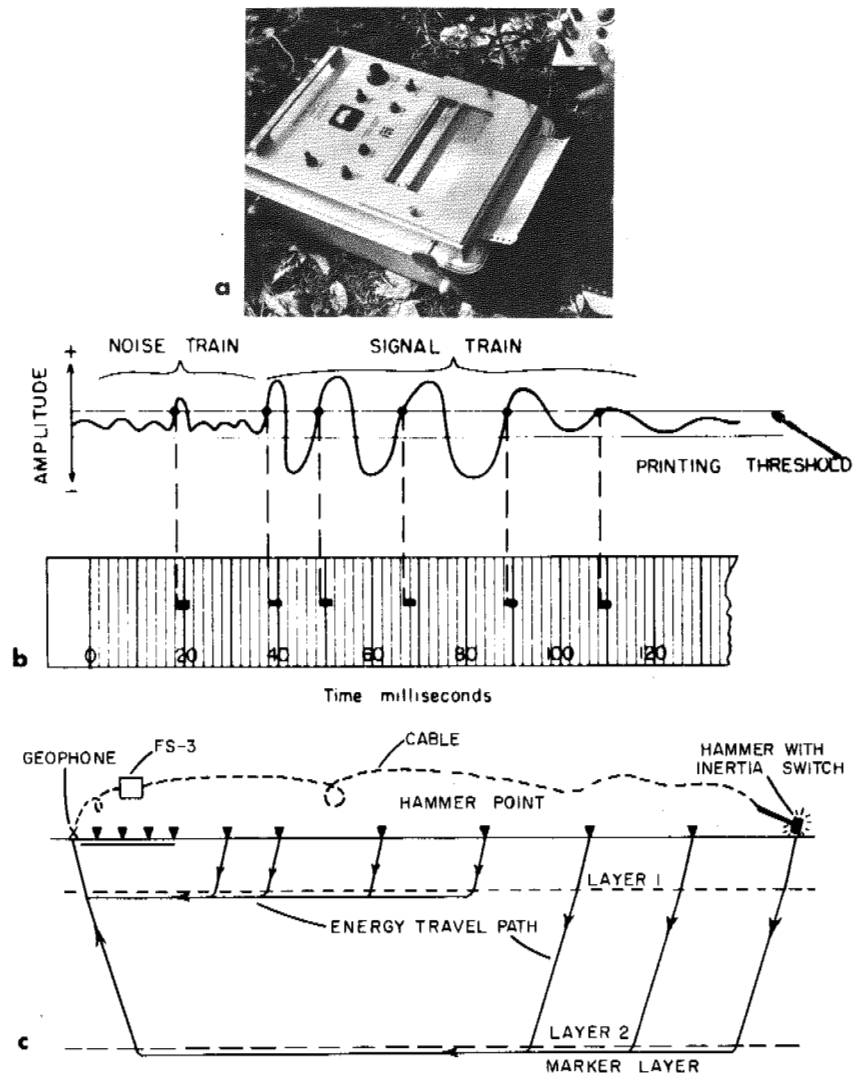 a
+
NOISE TRAIN
SIGNAL TRAIN
AMPLITUDE
–
PRINTING THRESHOLD
b
0 20 40 60 80 100 120
Time milliseconds
GEOPHONE
FS-3
CABLE
HAMMER WITH
INERTIA SWITCH
HAMMER POINT
LAYER 1
ENERGY TRAVEL PATH
c
LAYER 2
MARKER LAYER